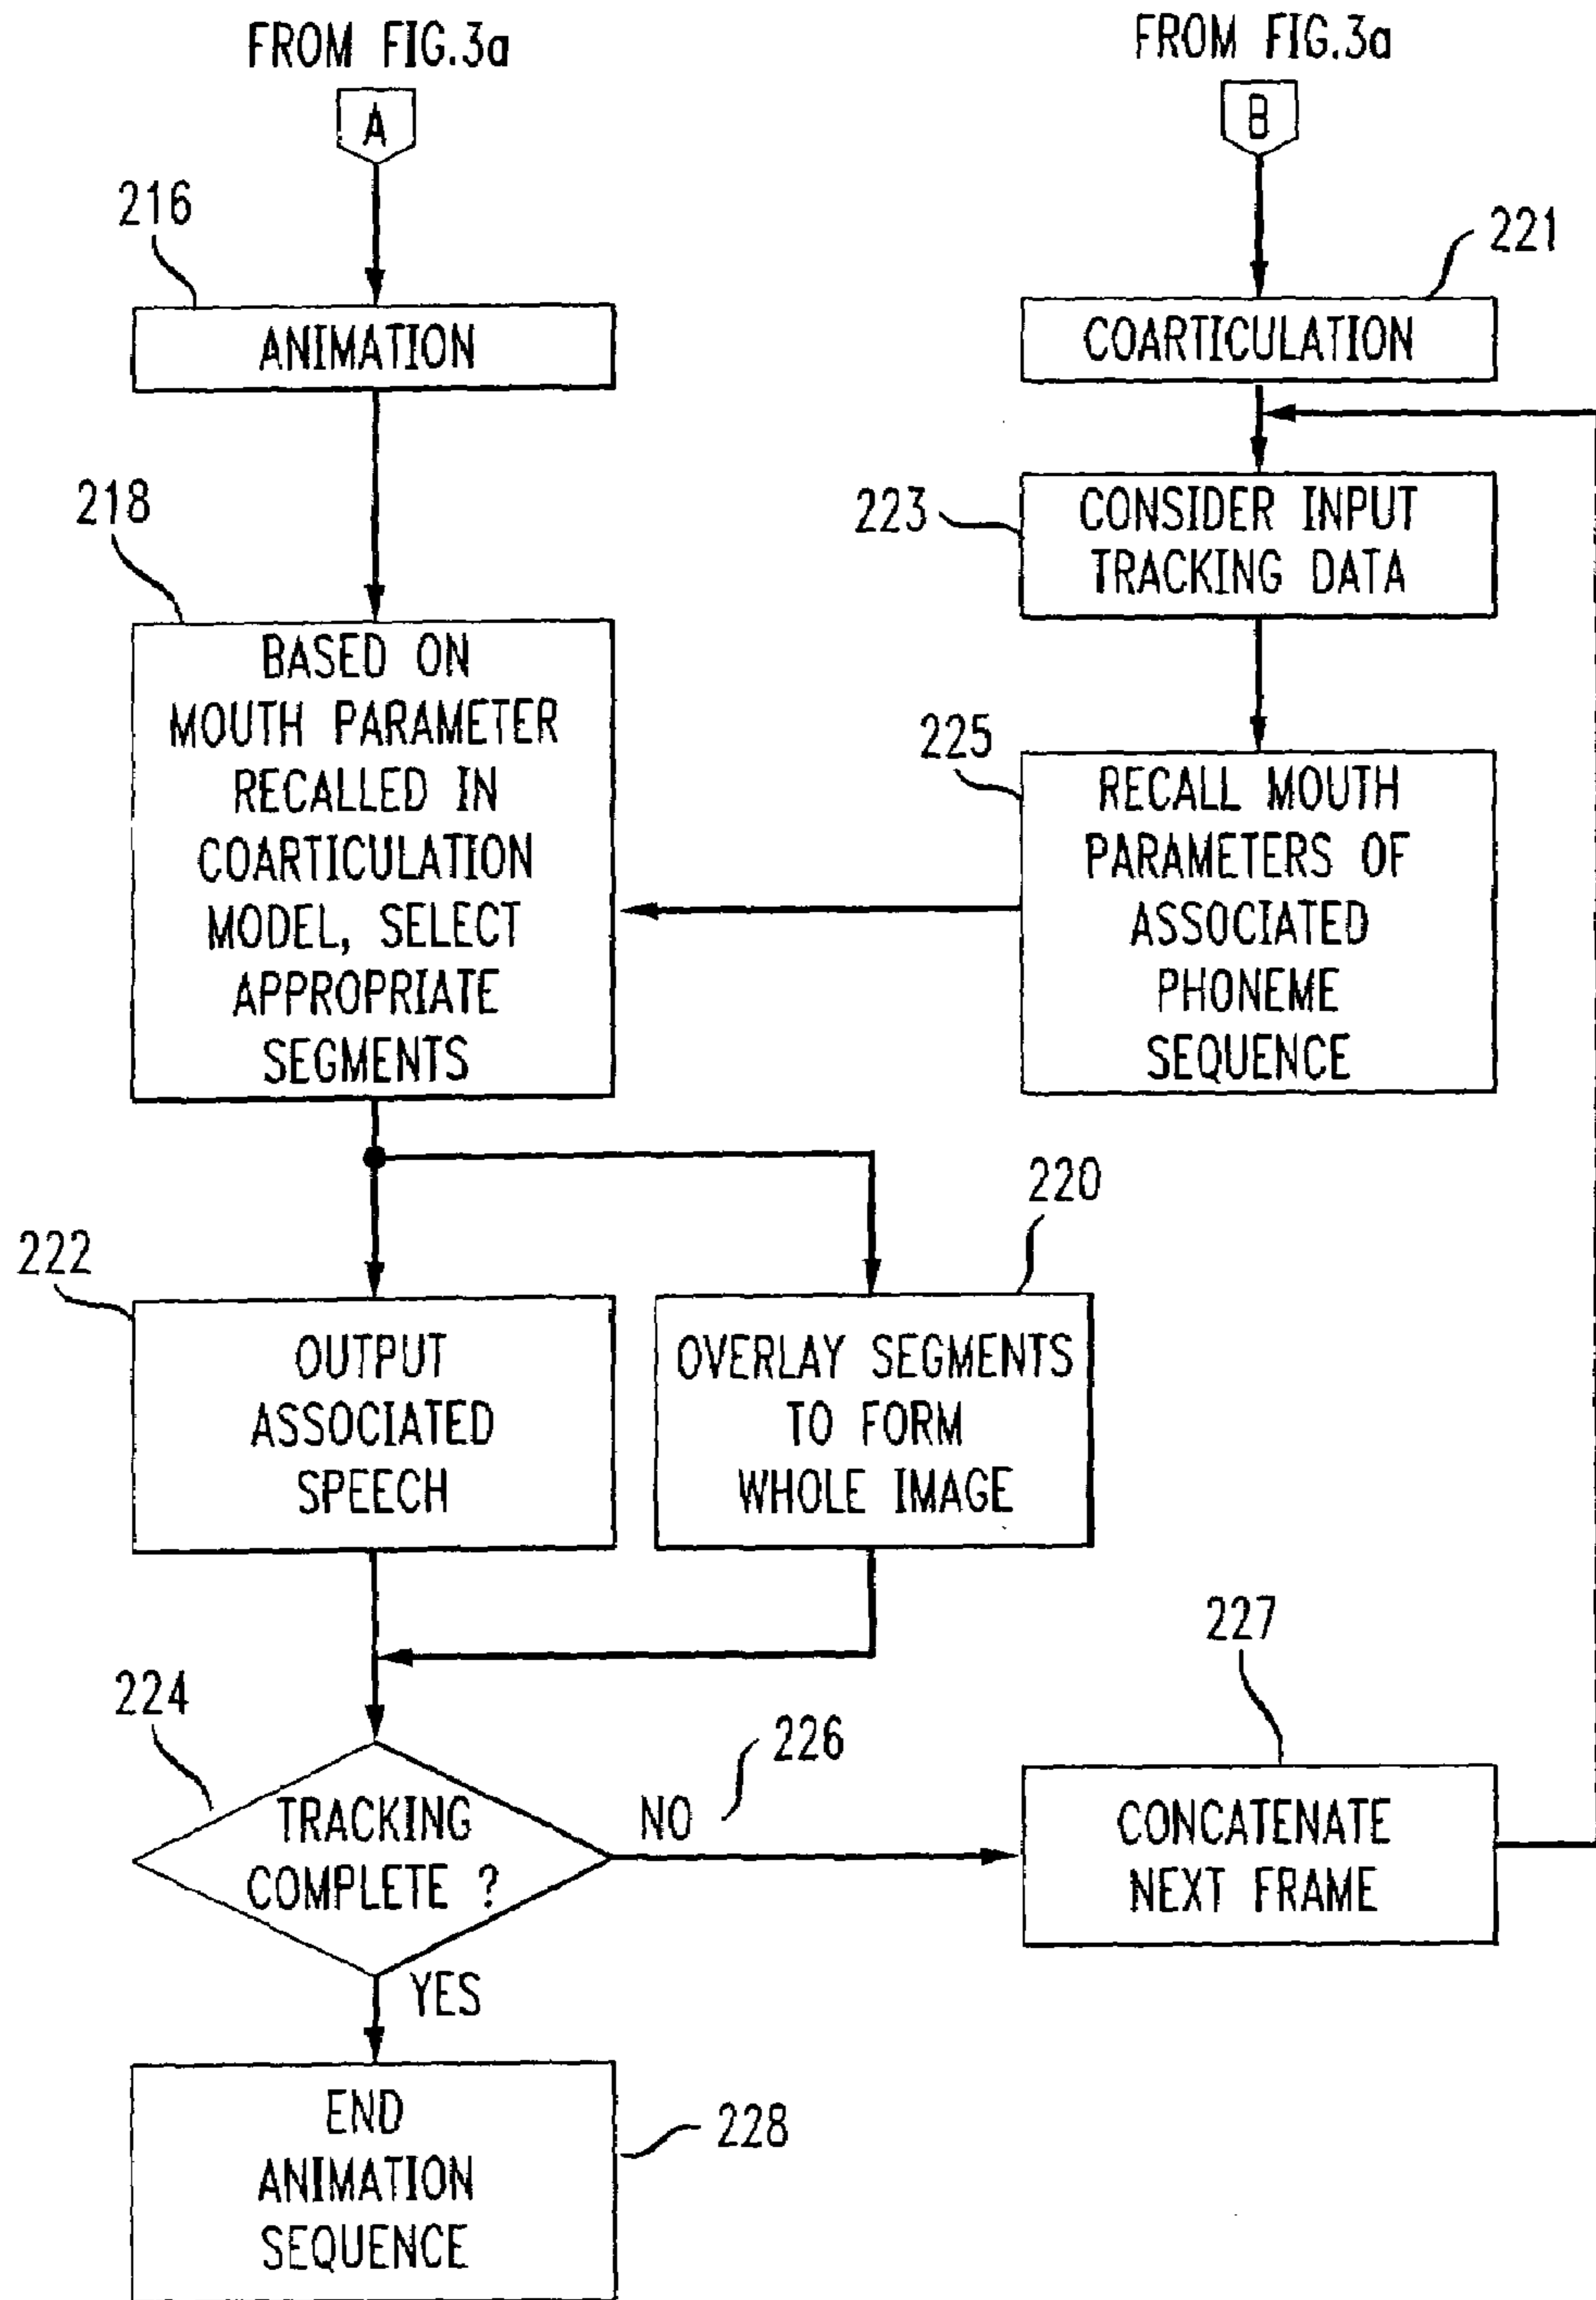 FROM FIG.3a
A
216
ANIMATION
218
BASED ON
MOUTH PARAMETER
RECALLED IN
COARTICULATION
MODEL, SELECT
APPROPRIATE
SEGMENTS
FROM FIG.3a
B
221
COARTICULATION
223
CONSIDER INPUT
TRACKING DATA
225
RECALL MOUTH
PARAMETERS OF
ASSOCIATED
PHONEME
SEQUENCE
222
OUTPUT
ASSOCIATED
SPEECH
220
OVERLAY SEGMENTS
TO FORM
WHOLE IMAGE
224
TRACKING
COMPLETE ?
NO
226
227
CONCATENATE
NEXT FRAME
YES
END
ANIMATION
SEQUENCE
228